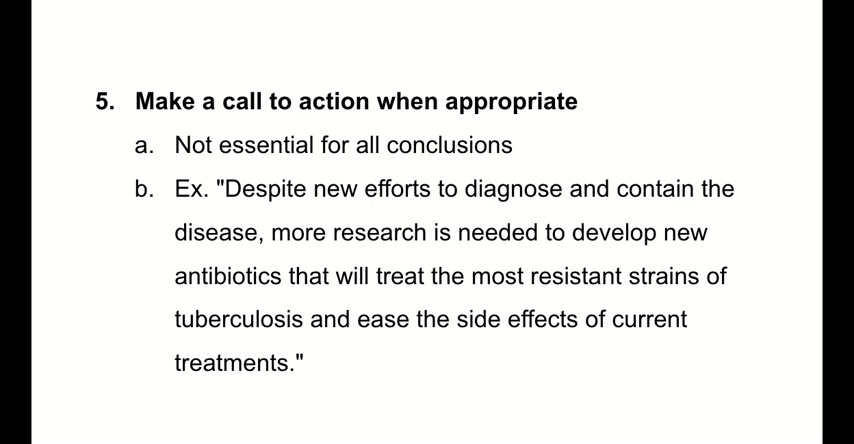 5. Make a call to action when appropriate
a. Not essential for all conclusions
b. Ex. "Despite new efforts to diagnose and contain the
disease, more research is needed to develop new
antibiotics that will treat the most resistant strains of
tuberculosis and ease the side effects of current
treatments."